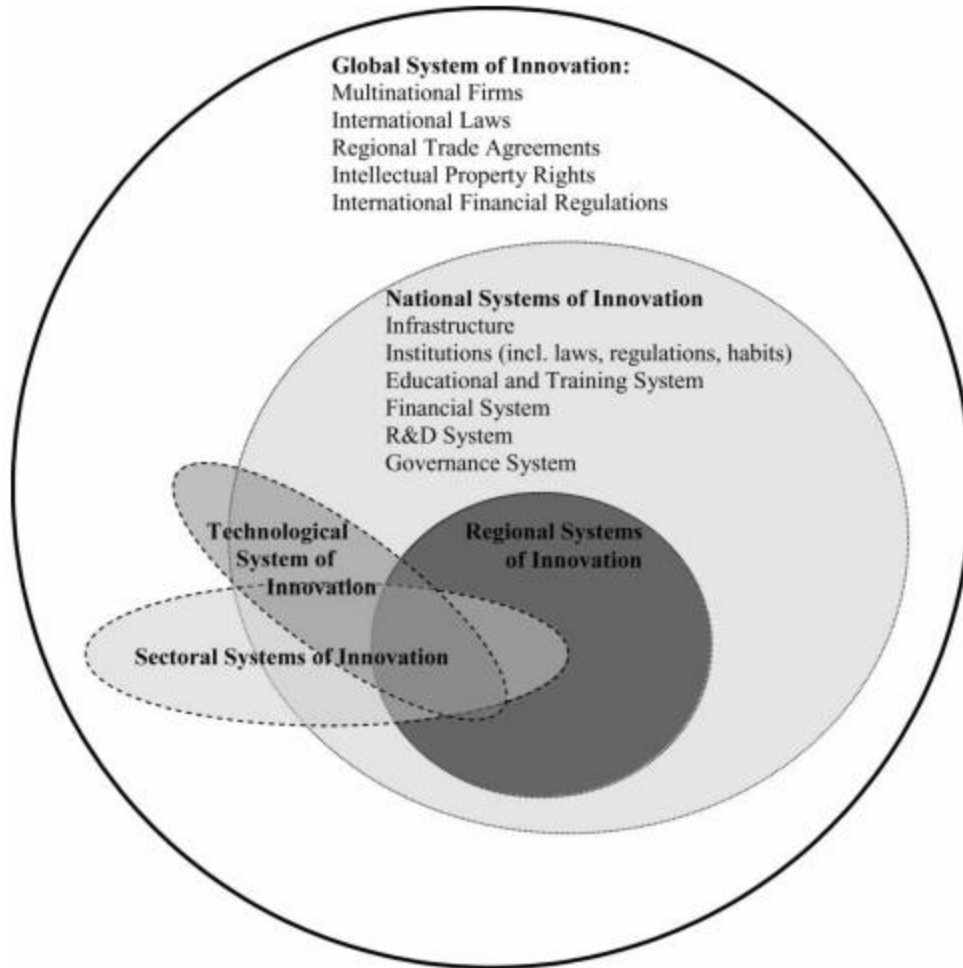 Global System of Innovation:
Multinational Firms
International Laws
Regional Trade Agreements
Intellectual Property Rights
International Financial Regulations
National Systems of Innovation
Infrastructure
Institutions (incl. laws, regulations, habits)
Educational and Training System
Financial System
R&D System
Governance System
Technological
System of
Innovation
Regional Systems
of Innovation
Sectoral Systems of Innovation